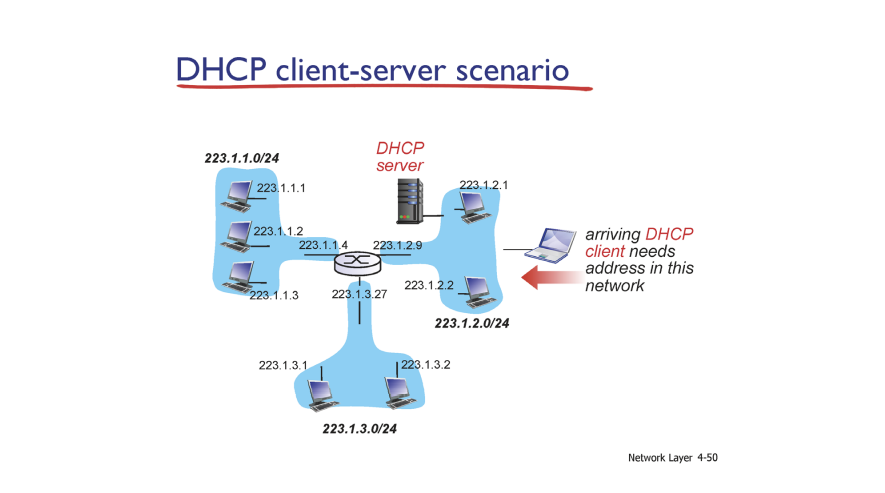 DHCP client-server scenario
DHCP
server
223.1.1.0/24
223.1.1.1
223.1.2.1
223.1.1.2
223.1.1.4
223.1.2.9
arriving DHCP
client needs
address in this
network
223.1.1.3
223.1.3.27
223.1.2.2
223.1.2.0/24
223.1.3.1
223.1.3.2
223.1.3.0/24
Network Layer 4-50